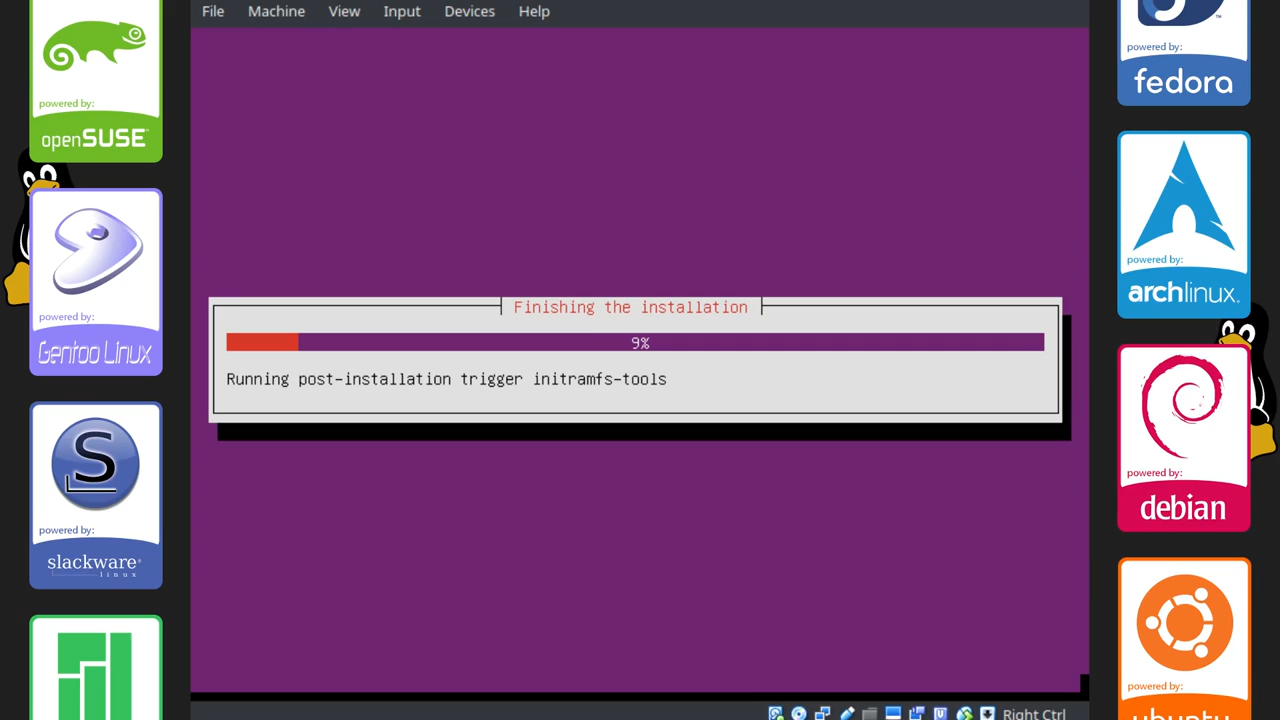 File Machine View Input Devices Help
powered by:
openSUSE
powered by:
Gentoo Linux
powered by:
slackware
linux
Finishing the installation
9%
Running post-installation trigger initramfs-tools
Right Ctrl
powered by:
fedora
powered by:
archlinux
powered by:
debian
powered by:
ubuntu